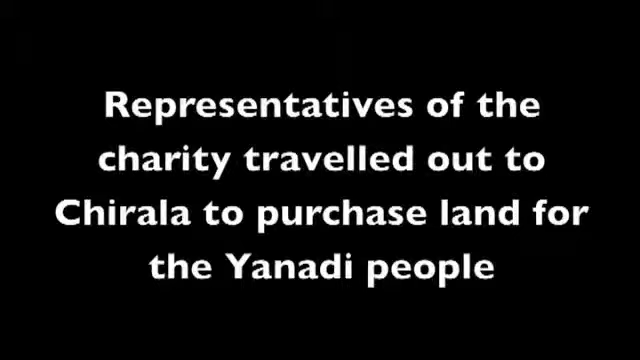 Representatives of the
charity travelled out to
Chirala to purchase land for
the Yanadi people